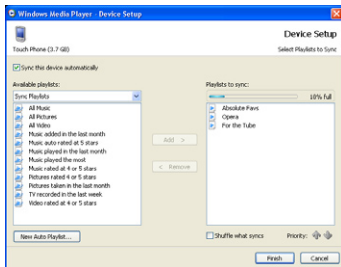 Windows Media Player - Device Setup
Device Setup
Touch Phone (3.7 GB)
Select Playlists to Sync
Sync this device automatically
Available playlists:
Sync Playlists
All Music
All Pictures
All Video
Music added in the last month
Music auto rated at 5 stars
Music played in the last month
Music played the most
Music rated at 4 or 5 stars
Pictures rated 4 or 5 stars
Pictures taken in the last month
TV recorded in the last week
Video rated at 4 or 5 stars
New Auto Playlist...
Add >
< Remove
Playlists to sync:
10% full
Absolute Favs
Opera
For the Tube
Shuffle what syncs
Priority:
Finish
Cancel